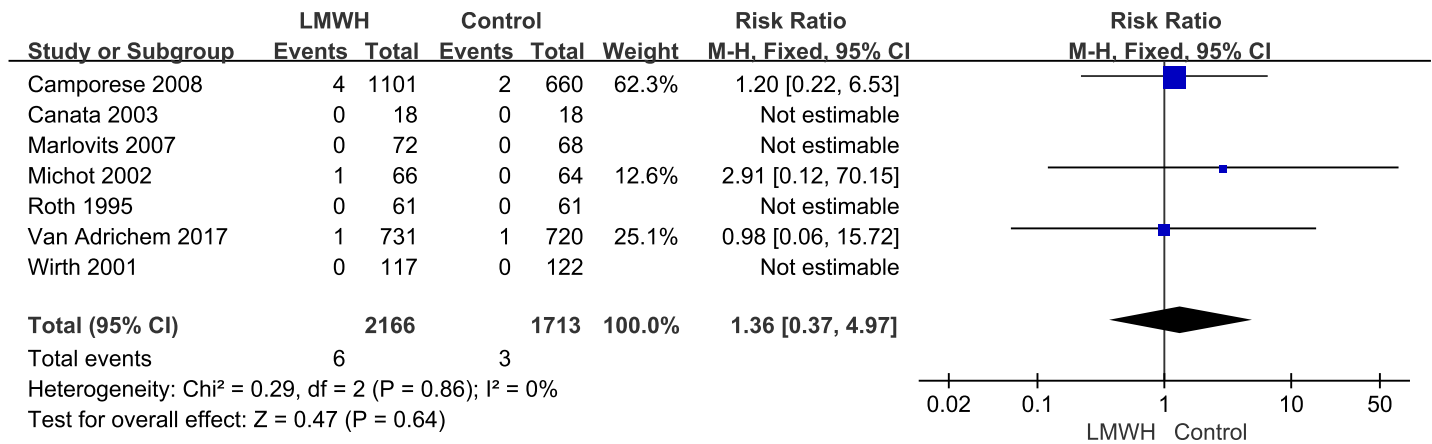 LMWH Control Risk Ratio Risk Ratio
Study or Subgroup Events Total Events Total Weight M-H, Fixed, 95% CI M-H, Fixed, 95% CI
Camporese 2008 4 1101 2 660 62.3% 1.20 [0.22, 6.53]
Canata 2003 0 18 0 18 Not estimable
Marlovits 2007 0 72 0 68 Not estimable
Michot 2002 1 66 0 64 12.6% 2.91 [0.12, 70.15]
Roth 1995 0 61 0 61 Not estimable
Van Adrichem 2017 1 731 1 720 25.1% 0.98 [0.06, 15.72]
Wirth 2001 0 117 0 122 Not estimable
Total (95% CI) 2166 1713 100.0% 1.36 [0.37, 4.97]
Total events 6 3
Heterogeneity: Chi² = 0.29, df = 2 (P = 0.86); I² = 0%
Test for overall effect: Z = 0.47 (P = 0.64)
0.02 0.1 1 10 50
LMWH Control